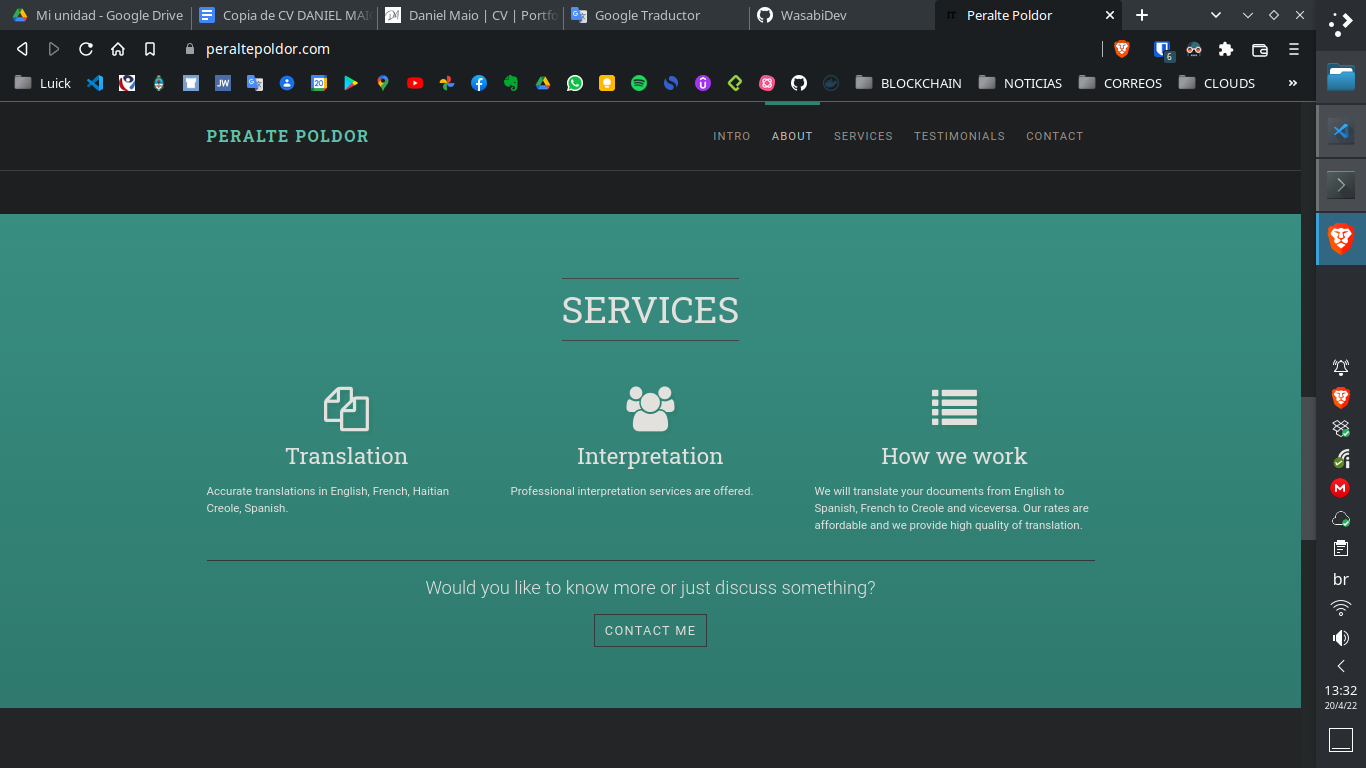 Mi unidad - Google Drive
Copia de CV DANIEL MAI
Daniel Maio | CV | Portfo
Google Traductor
WasabiDev
Peralte Poldor
peraltepoldor.com
6
Luick
JW
20
BLOCKCHAIN
NOTICIAS
CORREOS
CLOUDS
»
PERALTE POLDOR
INTRO
ABOUT
SERVICES
TESTIMONIALS
CONTACT
SERVICES
Translation
Accurate translations in English, French, Haitian
Creole, Spanish.
Interpretation
Professional interpretation services are offered.
How we work
We will translate your documents from English to
Spanish, French to Creole and viceversa. Our rates are
affordable and we provide high quality of translation.
Would you like to know more or just discuss something?
CONTACT ME
br
13:32
20/4/22